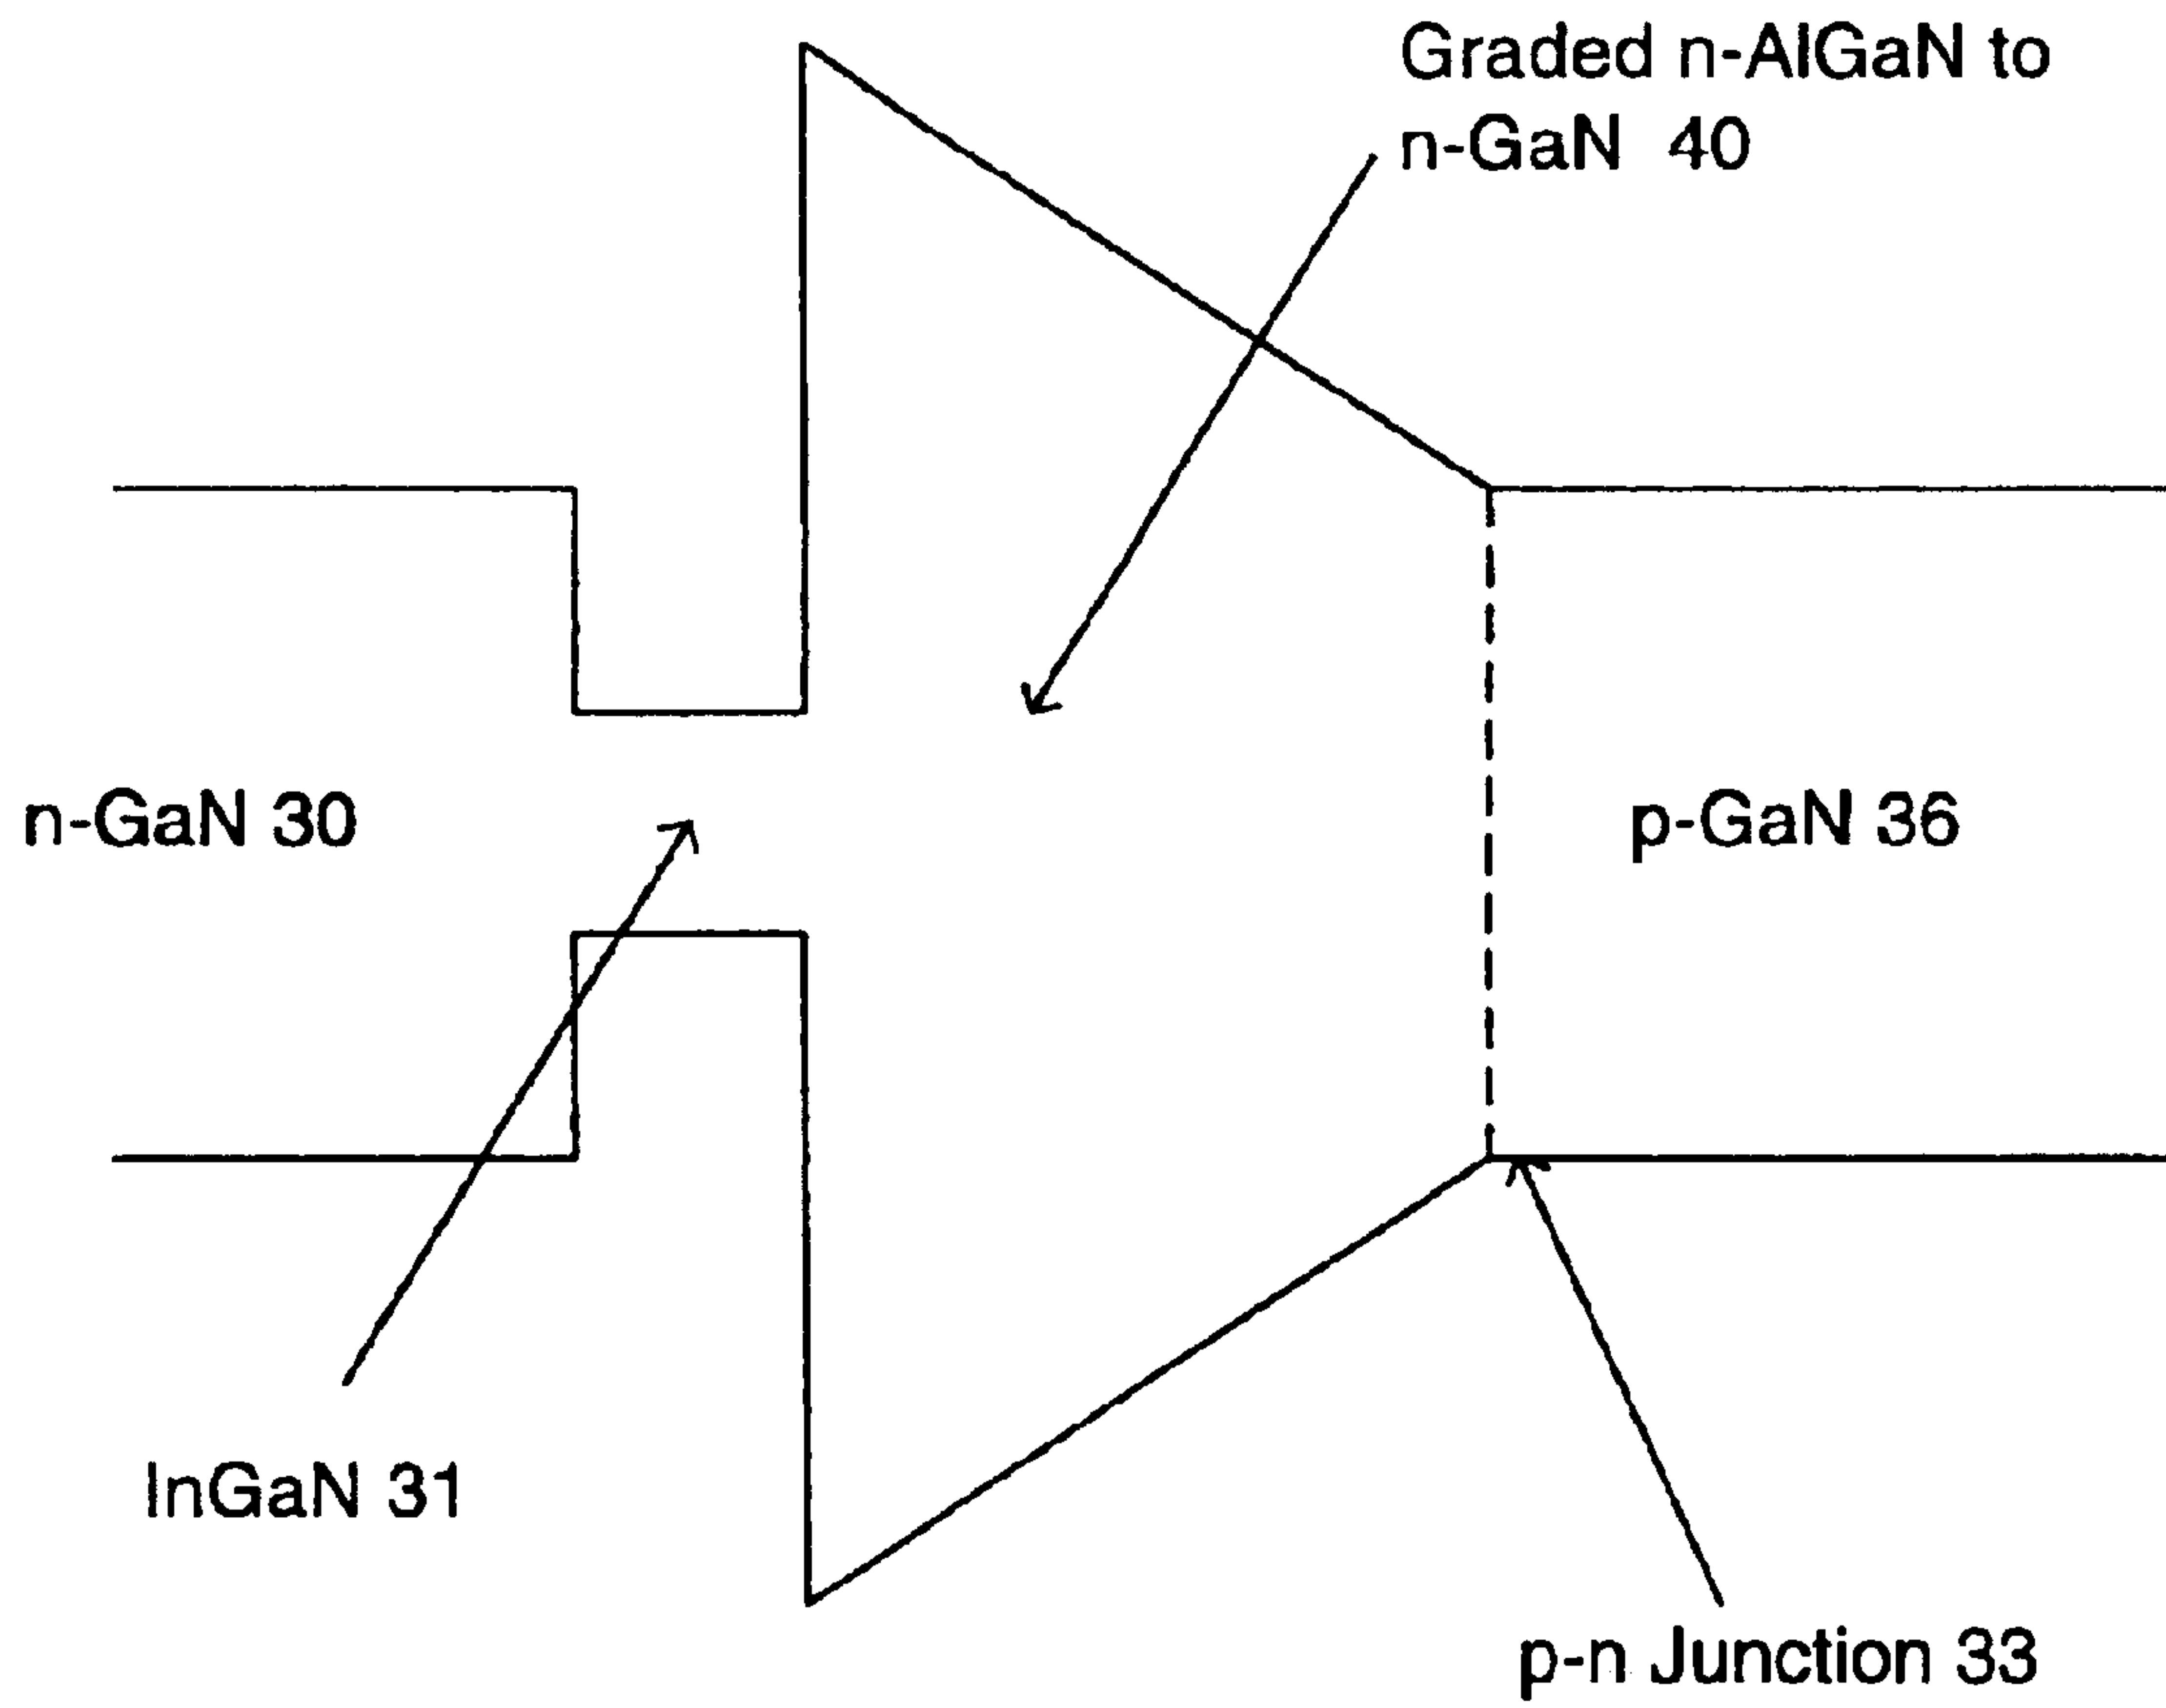 Graded n-AlGaN to
n-GaN 40
n-GaN 30
p-GaN 36
InGaN 31
p-n Junction 33